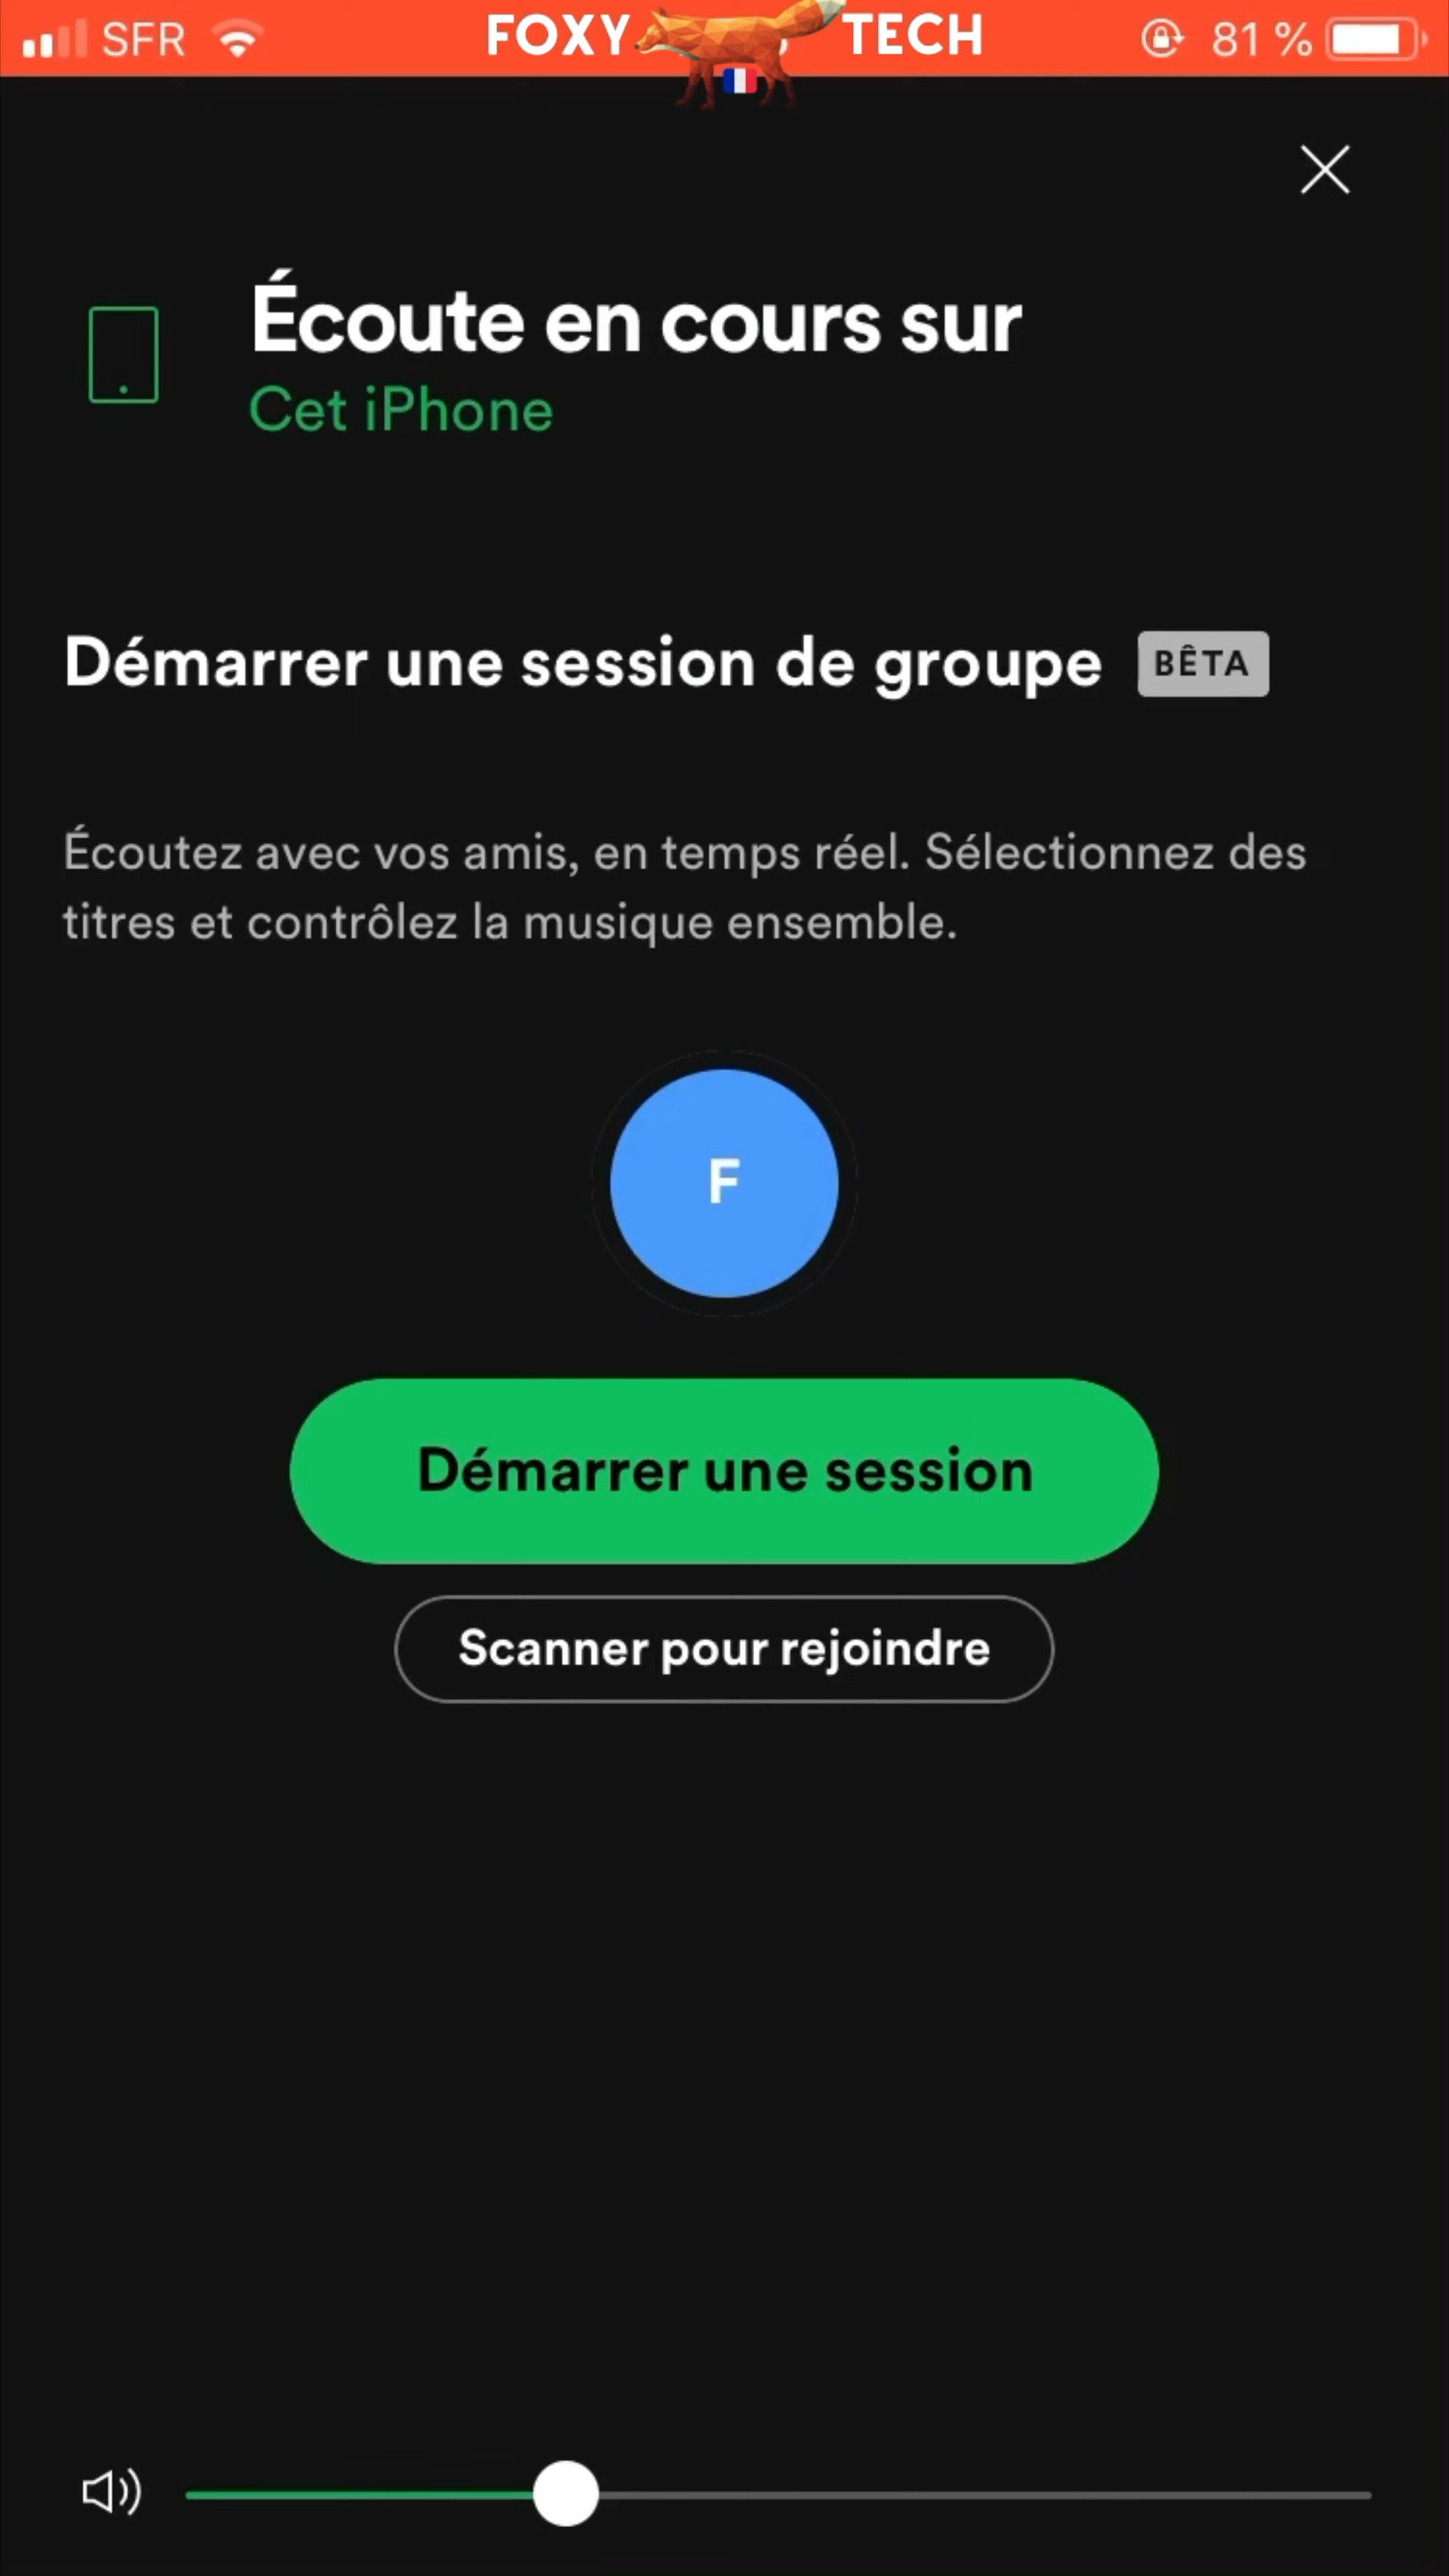 SFR FOXY TECH 81 %
Écoute en cours sur
Cet iPhone
Démarrer une session de groupe BÊTA
Écoutez avec vos amis, en temps réel. Sélectionnez des
titres et contrôlez la musique ensemble.
F
Démarrer une session
Scanner pour rejoindre